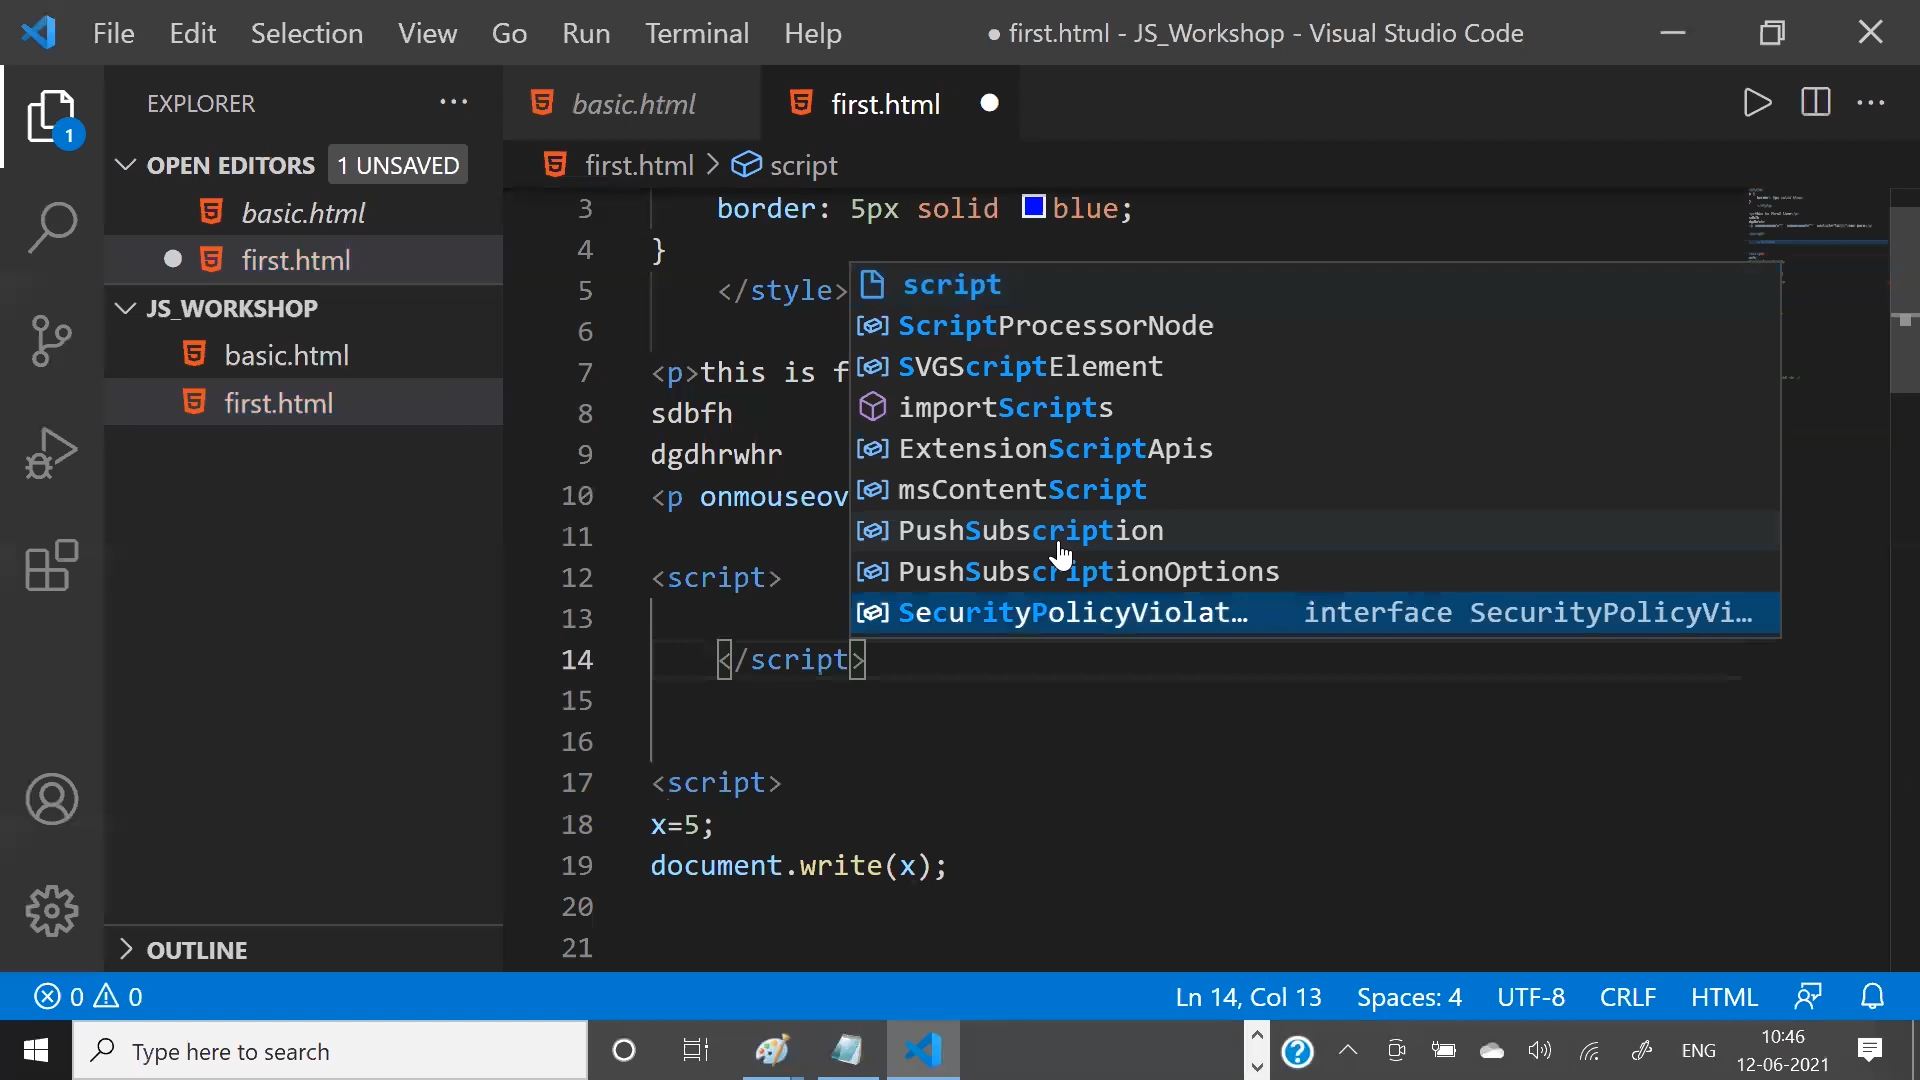 File Edit Selection View Go Run Terminal Help
● first.html - JS_Workshop - Visual Studio Code
EXPLORER
OPEN EDITORS 1 UNSAVED
basic.html
first.html
JS_WORKSHOP
basic.html
first.html
OUTLINE
1
basic.html first.html
first.html > script
3 border: 5px solid blue;
4 }
5 </style>
6
7 <p>this is f
8 sdbfh
9 dgdhrwhr
10 <p onmouseov
11
12 <script>
13
14 </script>
15
16
17 <script>
18 x=5;
19 document.write(x);
20
21
script
ScriptProcessorNode
SVGScriptElement
importScripts
ExtensionScriptApis
msContentScript
PushSubscription
PushSubscriptionOptions
SecurityPolicyViolat… interface SecurityPolicyVi…
0 0
Ln 14, Col 13 Spaces: 4 UTF-8 CRLF HTML
Type here to search
ENG
10:46
12-06-2021